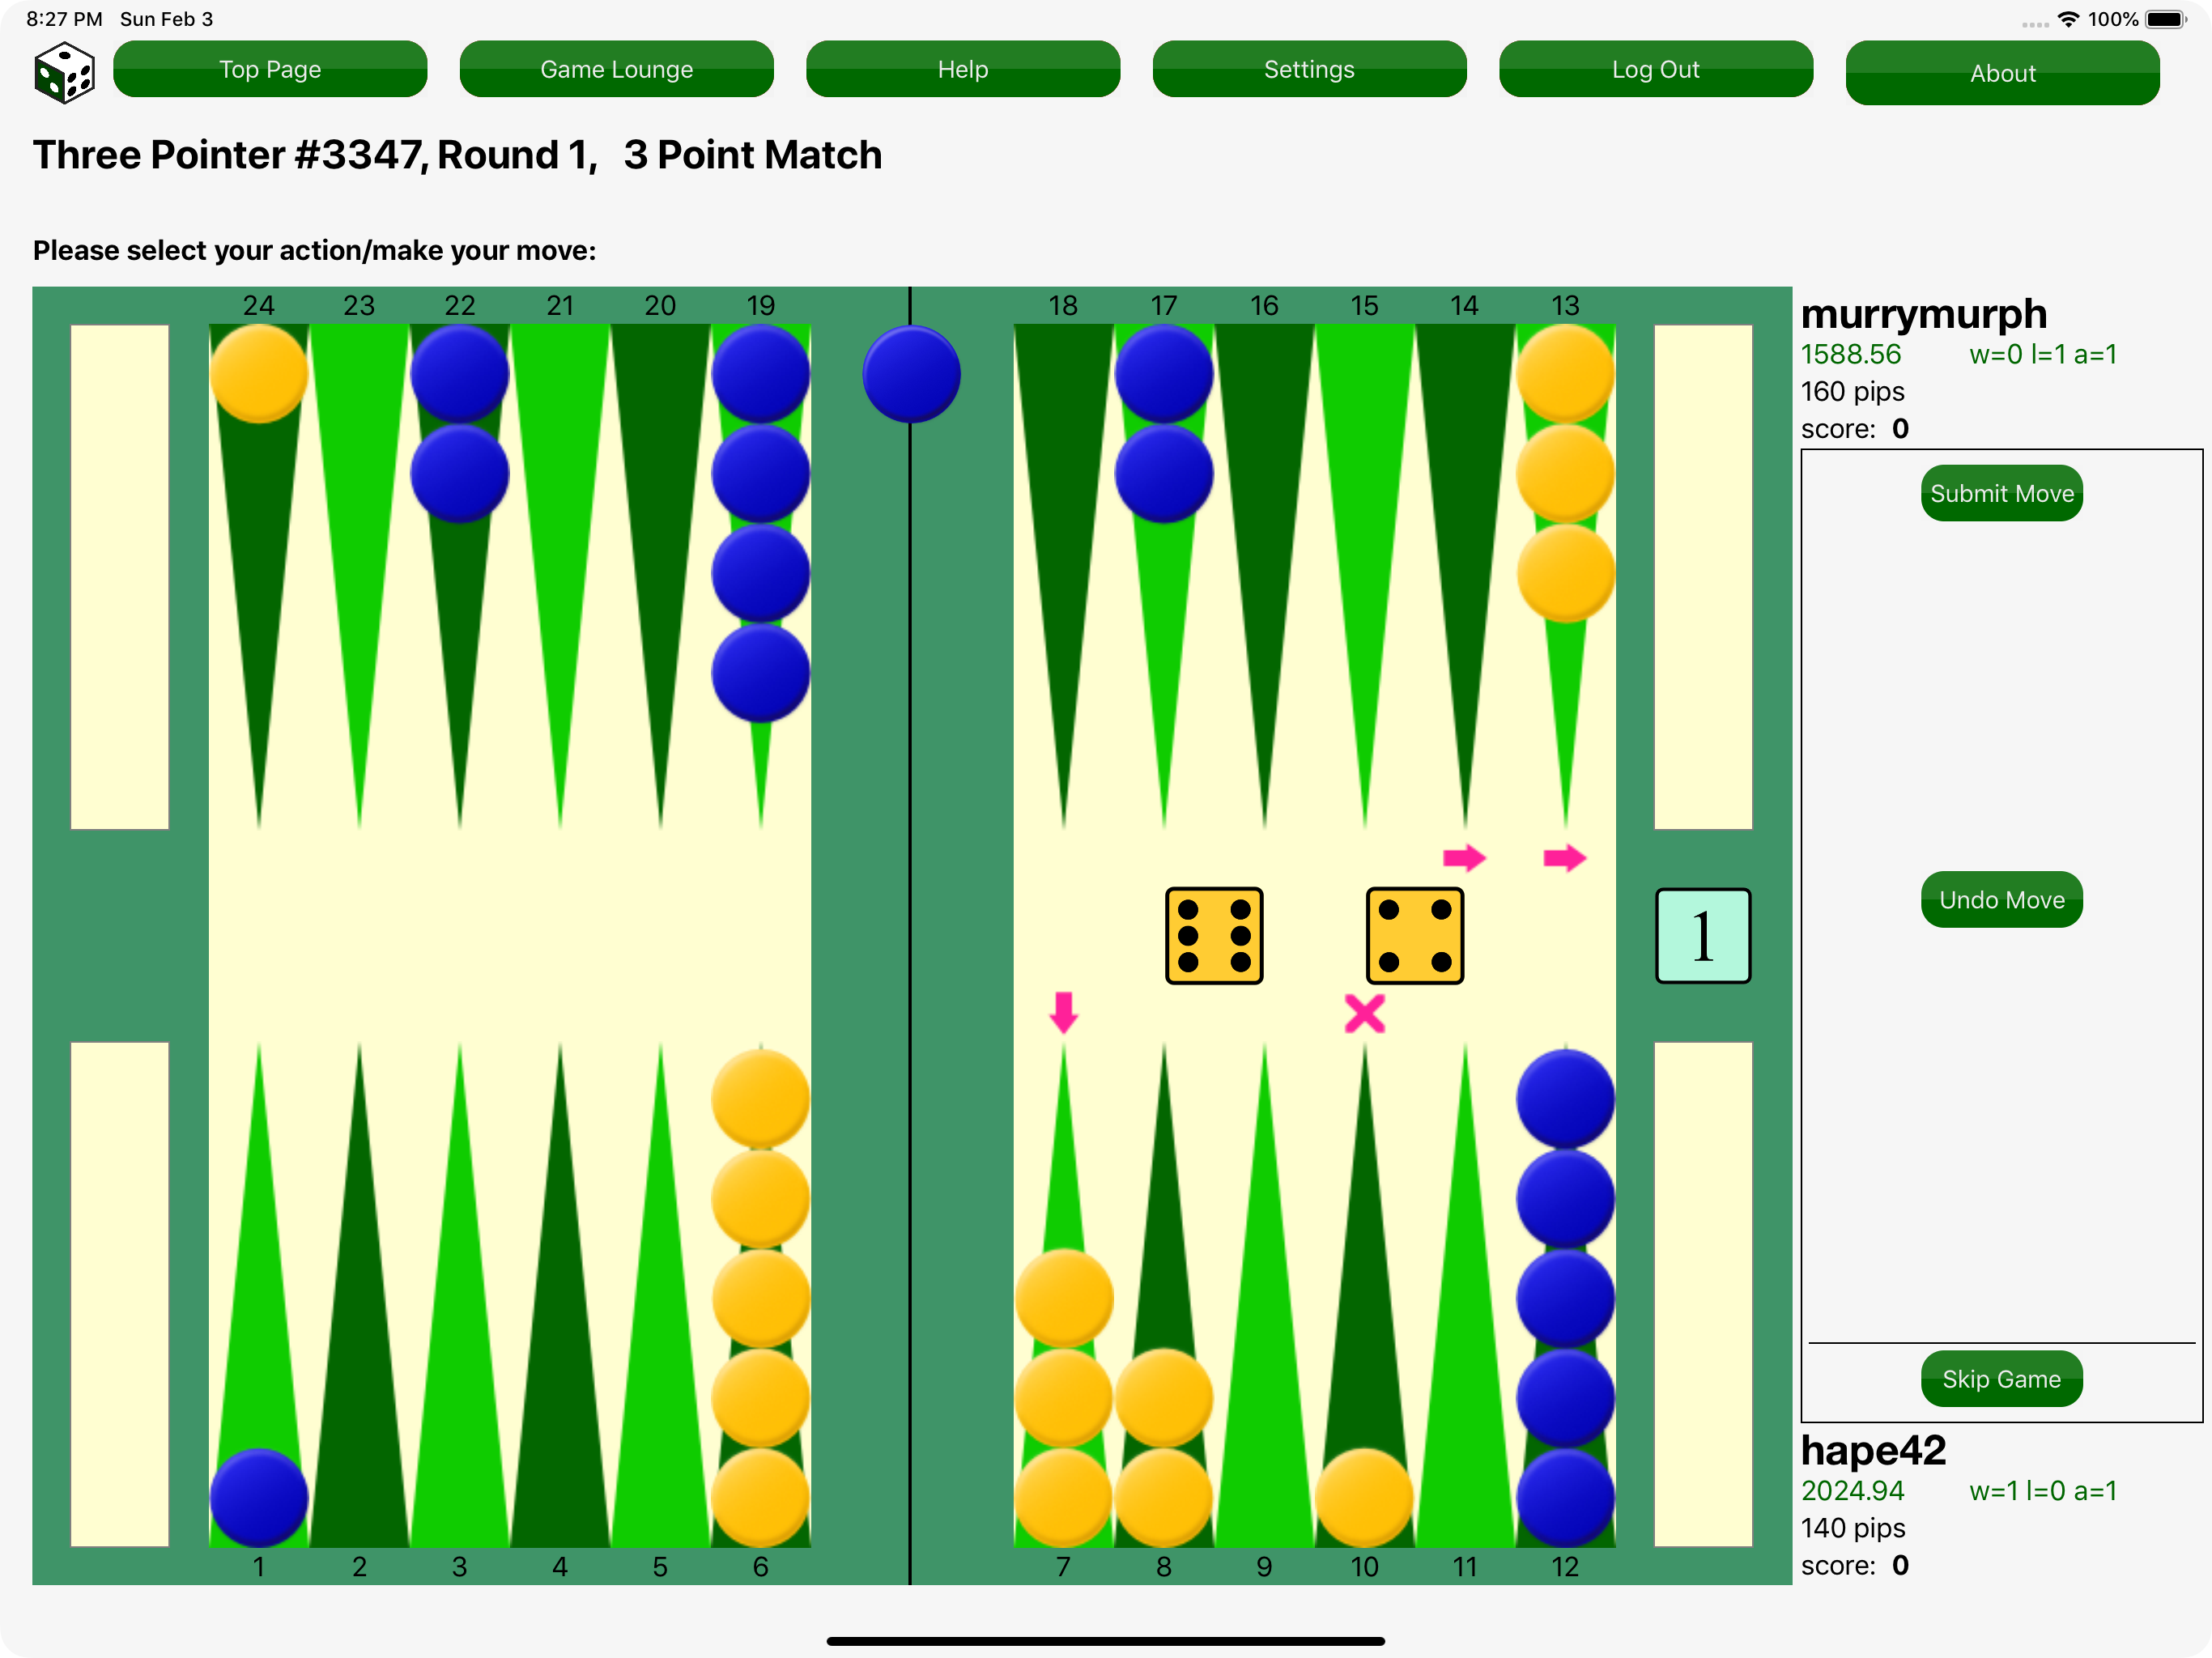 8:27 PM Sun Feb 3 100%
Top Page Game Lounge Help Settings Log Out About
Three Pointer #3347, Round 1, 3 Point Match
Please select your action/make your move:
24 23 22 21 20 19 18 17 16 15 14 13
murrymurph
1588.56 w=0 l=1 a=1
160 pips
score: 0
Submit Move
1
Undo Move
Skip Game
hape42
2024.94 w=1 l=0 a=1
140 pips
score: 0
1 2 3 4 5 6 7 8 9 10 11 12